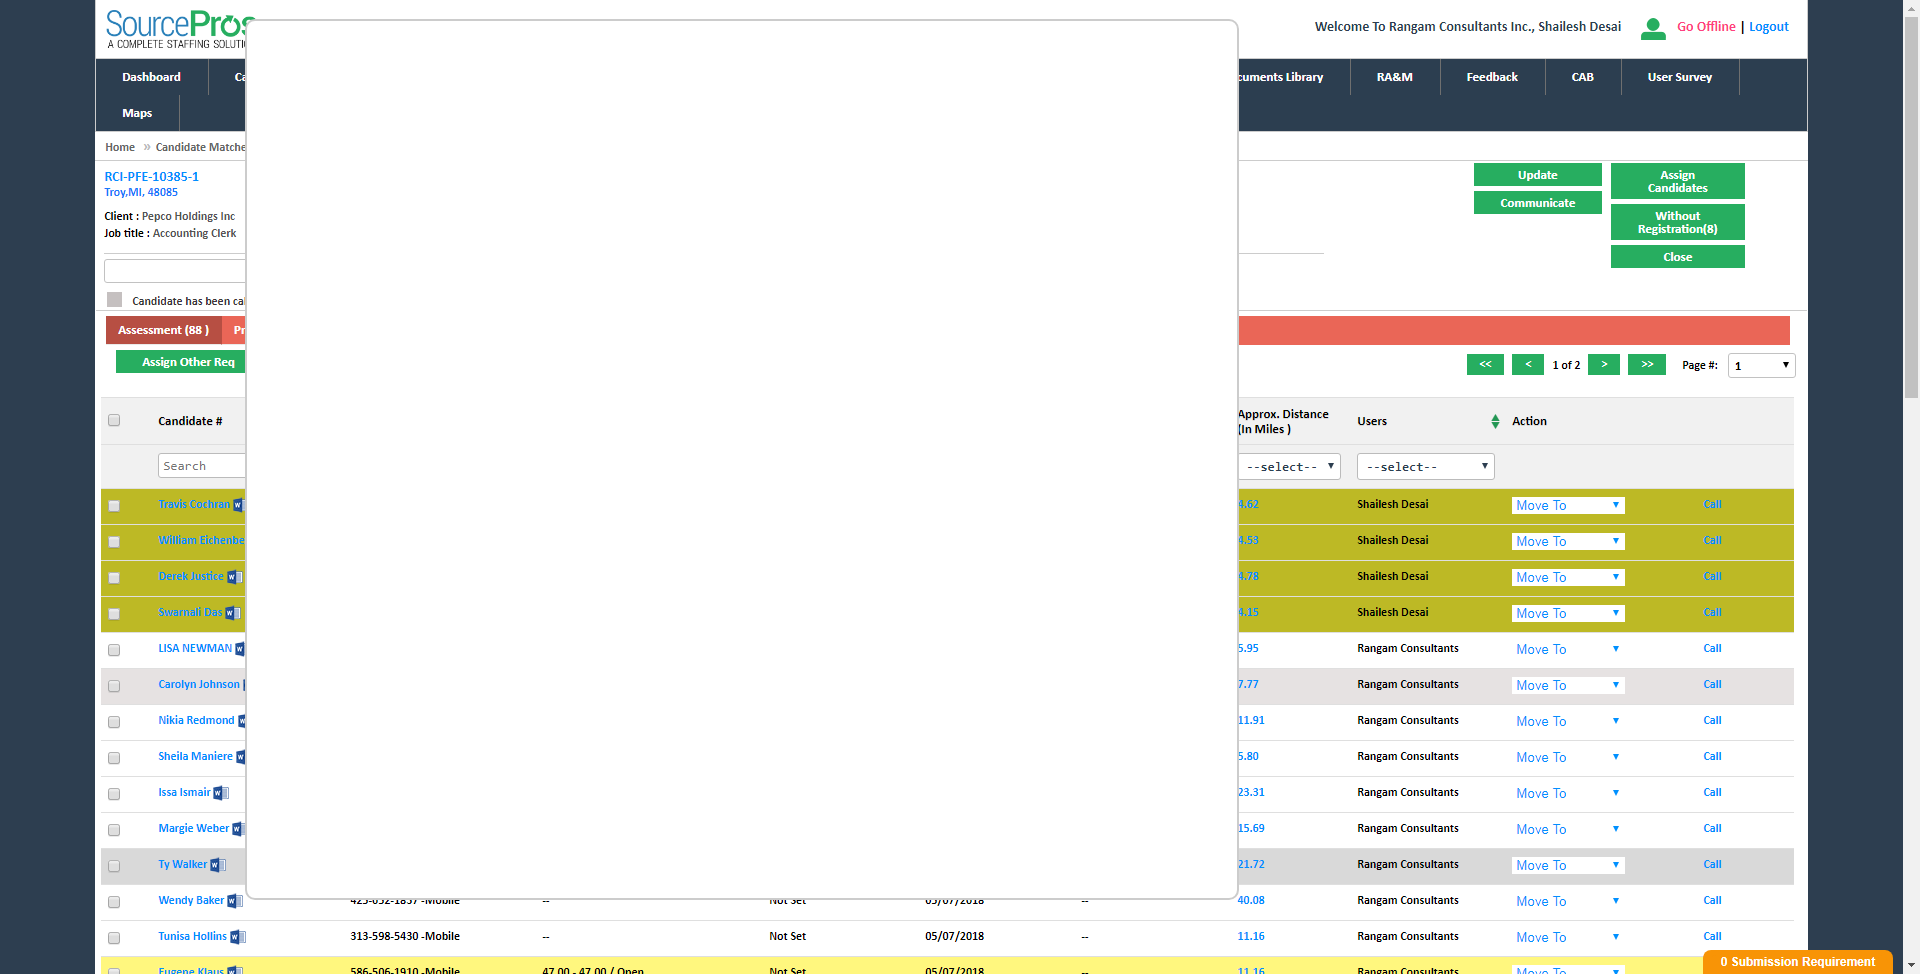 SourcePros
A COMPLETE STAFFING SOLUTI
Welcome To Rangam Consultants Inc., Shailesh Desai
Go Offline | Logout
Dashboard
Ca
cuments Library
RA&M
Feedback
CAB
User Survey
Maps
Home » Candidate Matche
RCI-PFE-10385-1
Troy,MI, 48085
Client : Pepco Holdings Inc
Job title : Accounting Clerk
Update
Communicate
Assign
Candidates
Without
Registration(8)
Close
Candidate has been cal
Assessment (88 )
Pr
Assign Other Req
<< < 1 of 2 > >> Page #: 1
Candidate #
Approx. Distance
(In Miles )
Users
Action
Search
--select--
--select--
Travis Cochran 4.62 Shailesh Desai Move To Call
William Eichenbe 4.53 Shailesh Desai Move To Call
Derek Justice 4.78 Shailesh Desai Move To Call
Swarnali Das 4.15 Shailesh Desai Move To Call
LISA NEWMAN 5.95 Rangam Consultants Move To Call
Carolyn Johnson 7.77 Rangam Consultants Move To Call
Nikia Redmond 11.91 Rangam Consultants Move To Call
Sheila Maniere 5.80 Rangam Consultants Move To Call
Issa Ismair 23.31 Rangam Consultants Move To Call
Margie Weber 15.69 Rangam Consultants Move To Call
Ty Walker 21.72 Rangam Consultants Move To Call
Wendy Baker 425-652-1837 -Mobile -- Not Set 05/07/2018 -- 40.08 Rangam Consultants Move To Call
Tunisa Hollins 313-598-5430 -Mobile -- Not Set 05/07/2018 -- 11.16 Rangam Consultants Move To Call
Eugene Klaus 586-506-1910 -Mobile 47.00 - 47.00 / Open Not Set 05/07/2018 -- 11.16 Rangam Consultants Move To Call
0 Submission Requirement